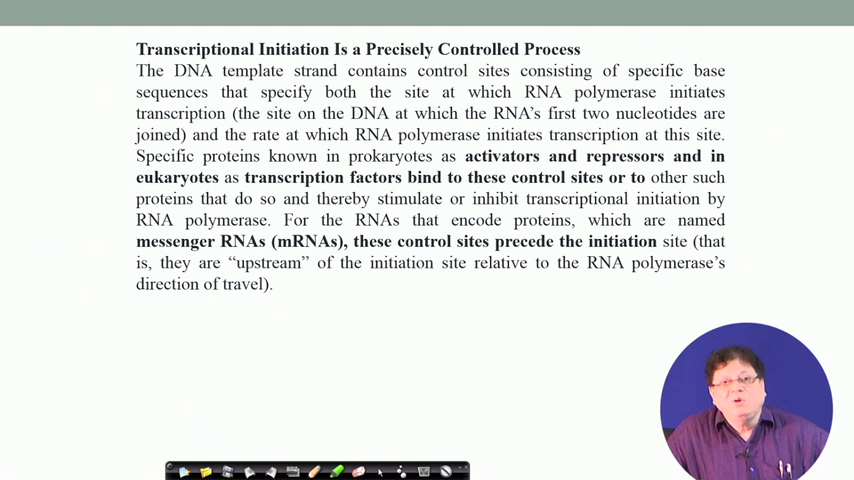 Transcriptional Initiation Is a Precisely Controlled Process
The DNA template strand contains control sites consisting of specific base
sequences that specify both the site at which RNA polymerase initiates
transcription (the site on the DNA at which the RNA’s first two nucleotides are
joined) and the rate at which RNA polymerase initiates transcription at this site.
Specific proteins known in prokaryotes as activators and repressors and in
eukaryotes as transcription factors bind to these control sites or to other such
proteins that do so and thereby stimulate or inhibit transcriptional initiation by
RNA polymerase. For the RNAs that encode proteins, which are named
messenger RNAs (mRNAs), these control sites precede the initiation site (that
is, they are “upstream” of the initiation site relative to the RNA polymerase’s
direction of travel).